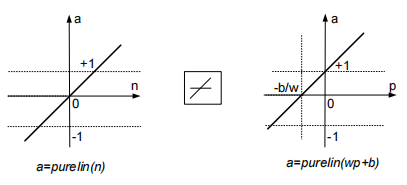 a
a
+1
+1
n
-b/w
p
0
0
-1
-1
a=purelin(n)
a=purelin(wp+b)